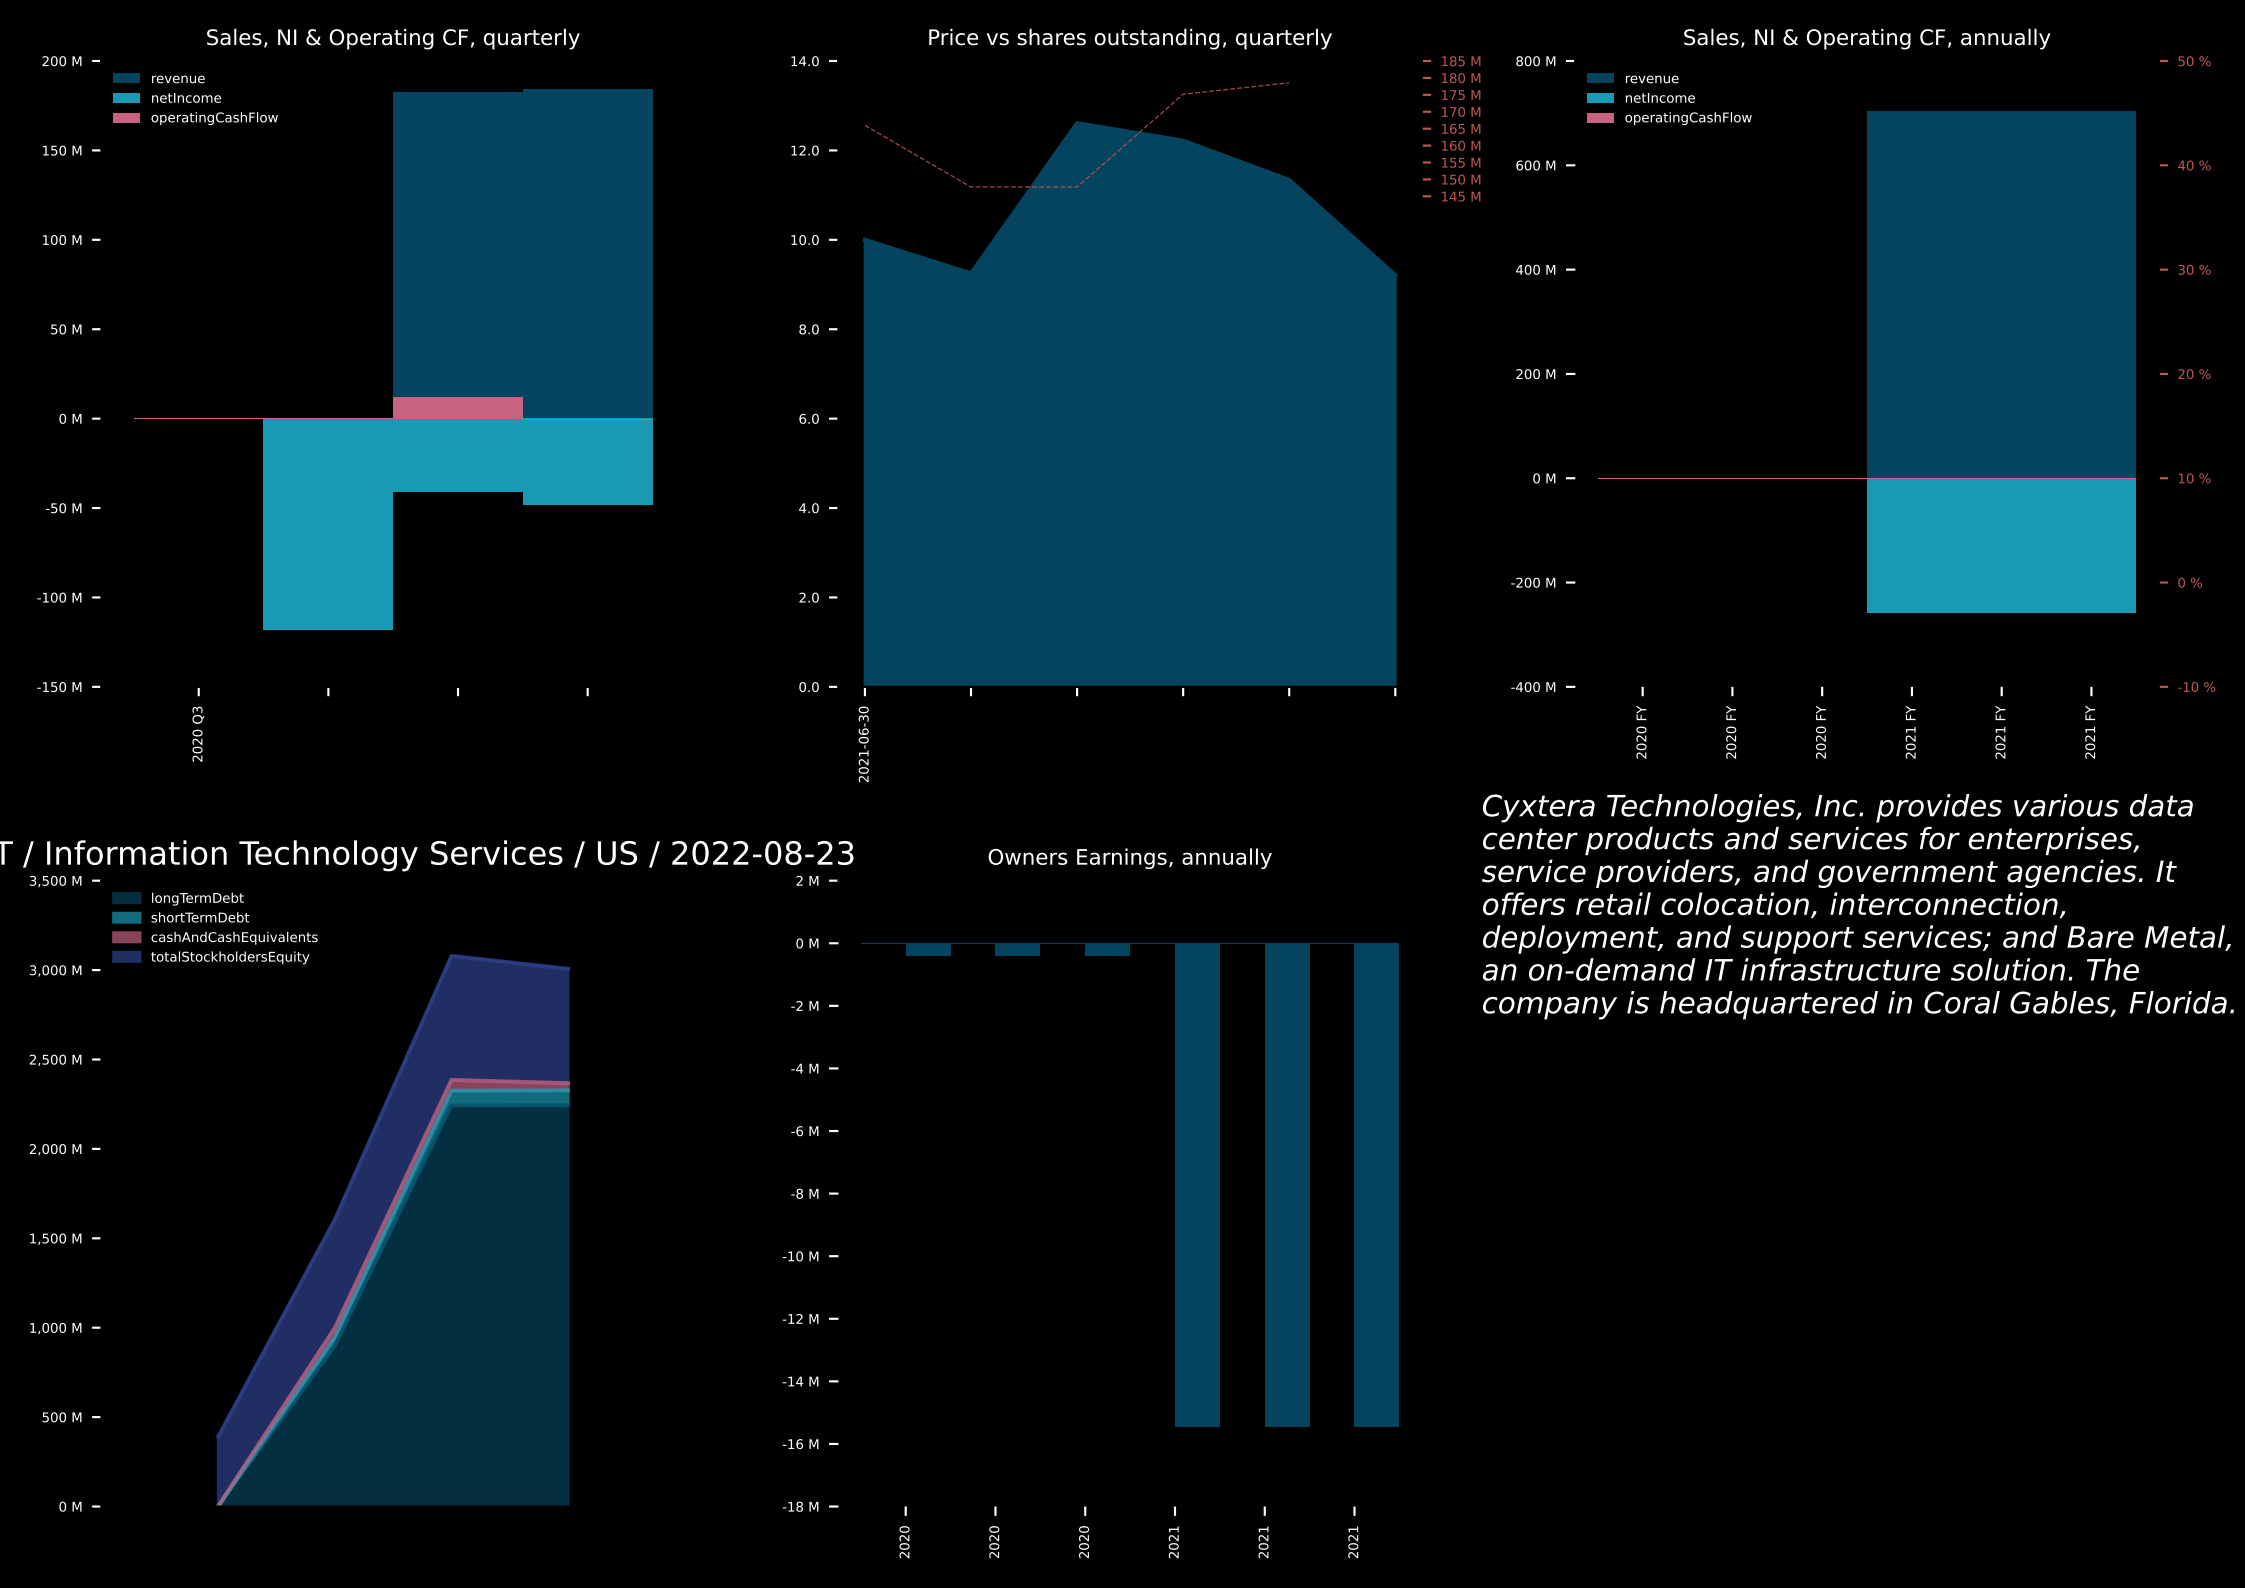 Sales, NI & Operating CF, quarterly
200 M
150 M
100 M
50 M
0 M
-50 M
-100 M
-150 M
revenue
netIncome
operatingCashFlow
2020 Q3
Price vs shares outstanding, quarterly
14.0
12.0
10.0
8.0
6.0
4.0
2.0
0.0
185 M
180 M
175 M
170 M
165 M
160 M
155 M
150 M
145 M
2021-06-30
Sales, NI & Operating CF, annually
800 M
600 M
400 M
200 M
0 M
-200 M
-400 M
revenue
netIncome
operatingCashFlow
50 %
40 %
30 %
20 %
10 %
0 %
-10 %
2020 FY
2020 FY
2020 FY
2021 FY
2021 FY
2021 FY
T / Information Technology Services / US / 2022-08-23
3,500 M
3,000 M
2,500 M
2,000 M
1,500 M
1,000 M
500 M
0 M
longTermDebt
shortTermDebt
cashAndCashEquivalents
totalStockholdersEquity
Owners Earnings, annually
2 M
0 M
-2 M
-4 M
-6 M
-8 M
-10 M
-12 M
-14 M
-16 M
-18 M
2020
2020
2020
2021
2021
2021
Cyxtera Technologies, Inc. provides various data
center products and services for enterprises,
service providers, and government agencies. It
offers retail colocation, interconnection,
deployment, and support services; and Bare Metal,
an on-demand IT infrastructure solution. The
company is headquartered in Coral Gables, Florida.